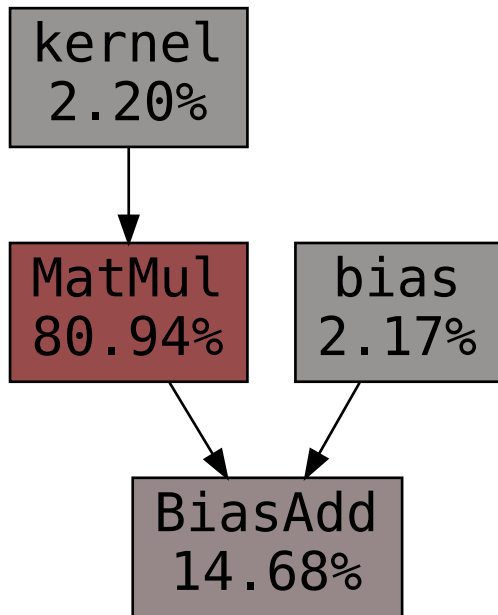 kernel
2.20%
MatMul
80.94%
bias
2.17%
BiasAdd
14.68%